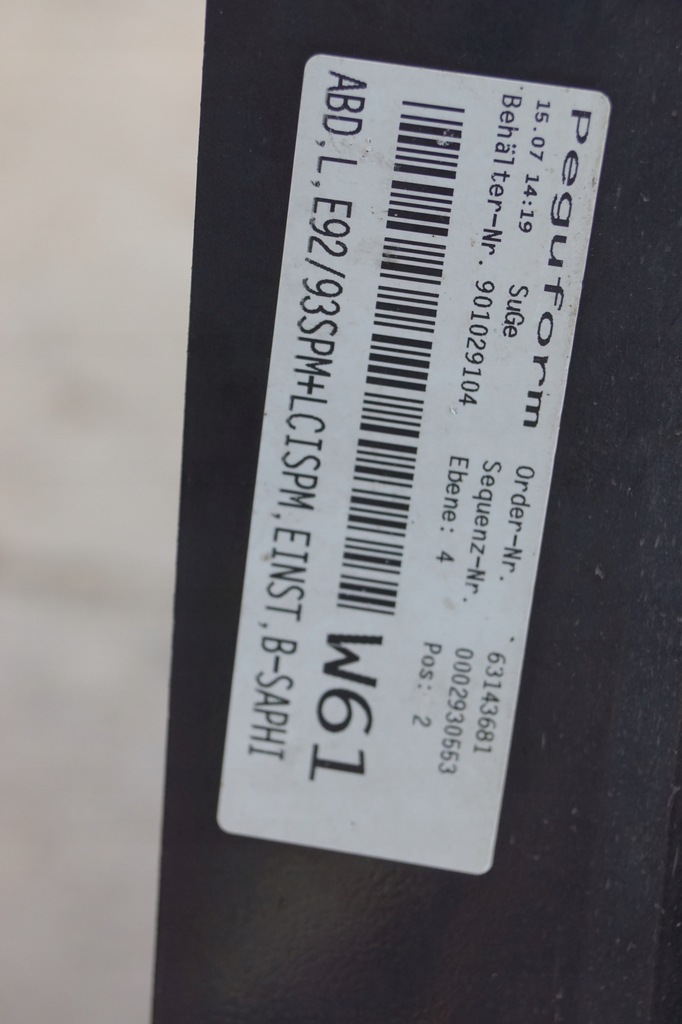 Peguform
15.07 14:19 SuGe Order-Nr. 63143681
Behälter-Nr. 901029104 Sequenz-Nr. 0002930553
Ebene: 4 Pos: 2
W61
ABD,L,E92/93SPM+LCISPM,EINST,B-SAPHI